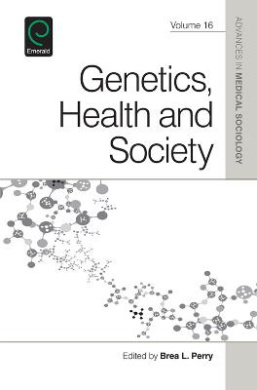 Emerald
Volume 16
ADVANCES IN MEDICAL SOCIOLOGY
Genetics,
Health and
Society
Edited by Brea L. Perry